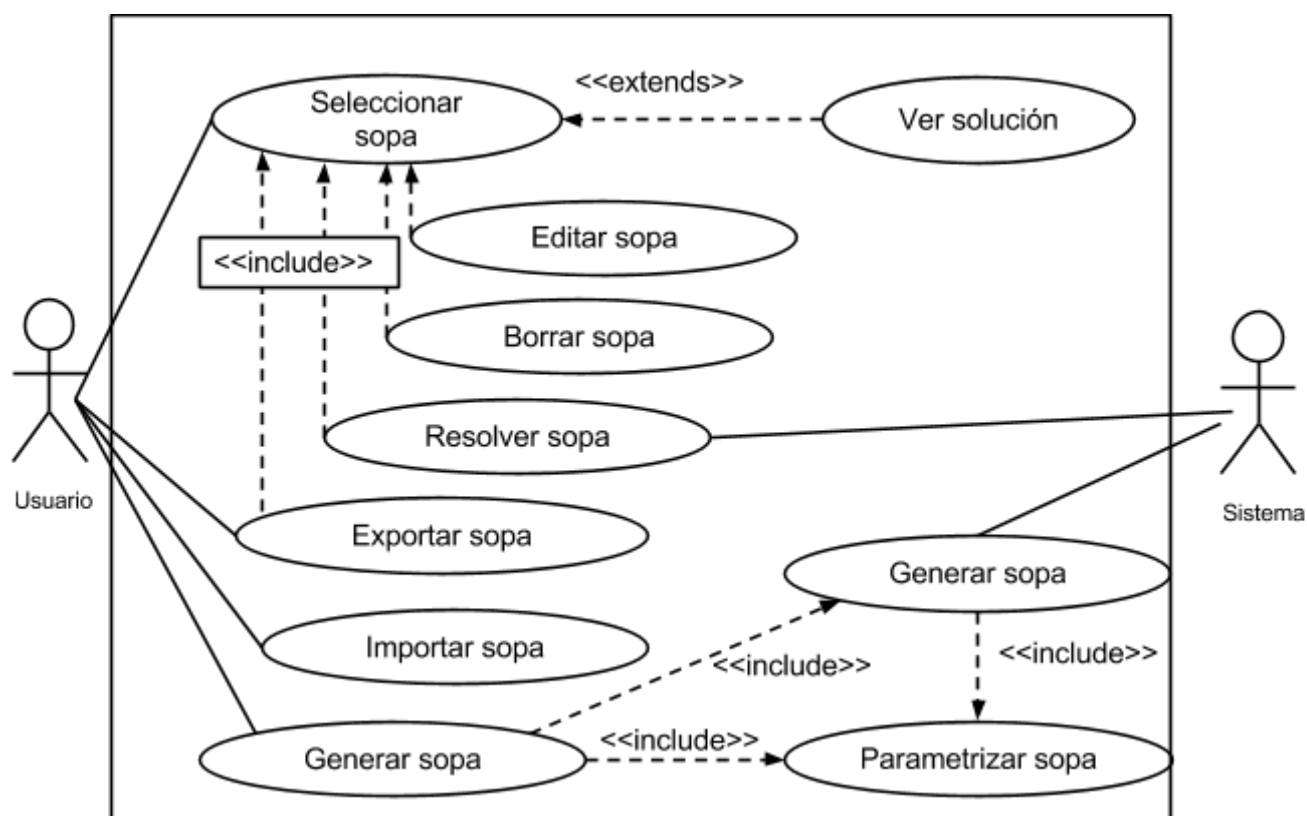 <<extends>>
Seleccionar
sopa
Ver solución
Editar sopa
<<include>>
Borrar sopa
Resolver sopa
Usuario
Sistema
Exportar sopa
Generar sopa
Importar sopa
<<include>>
<<include>>
<<include>>
Generar sopa
Parametrizar sopa